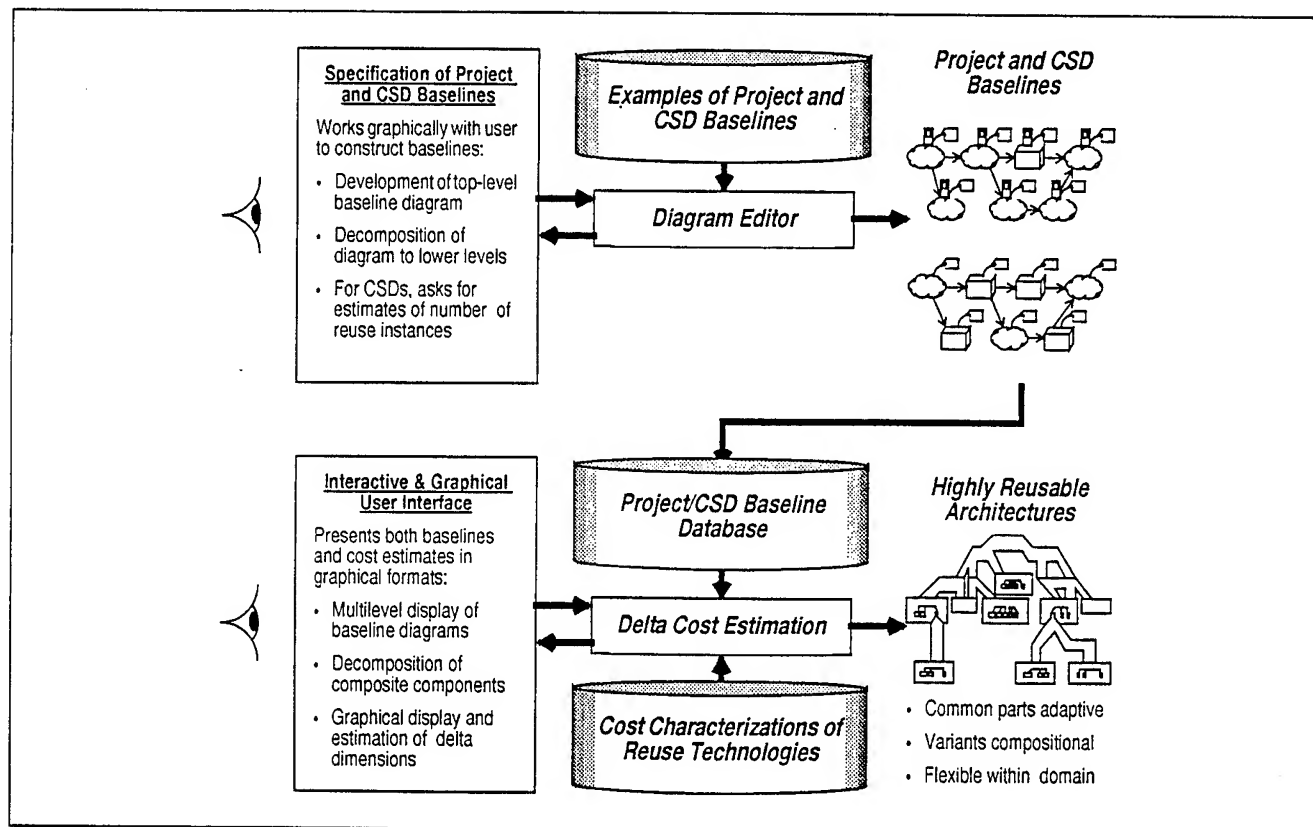 Specification of Project
and CSD Baselines
Works graphically with user
to construct baselines:
• Development of top-level
baseline diagram
• Decomposition of
diagram to lower levels
• For CSDs, asks for
estimates of number of
reuse instances
Examples of Project and
CSD Baselines
Diagram Editor
Project and CSD
Baselines
Interactive & Graphical
User Interface
Presents both baselines
and cost estimates in
graphical formats:
• Multilevel display of
baseline diagrams
• Decomposition of
composite components
• Graphical display and
estimation of delta
dimensions
Project/CSD Baseline
Database
Delta Cost Estimation
Cost Characterizations of
Reuse Technologies
Highly Reusable
Architectures
• Common parts adaptive
• Variants compositional
• Flexible within domain